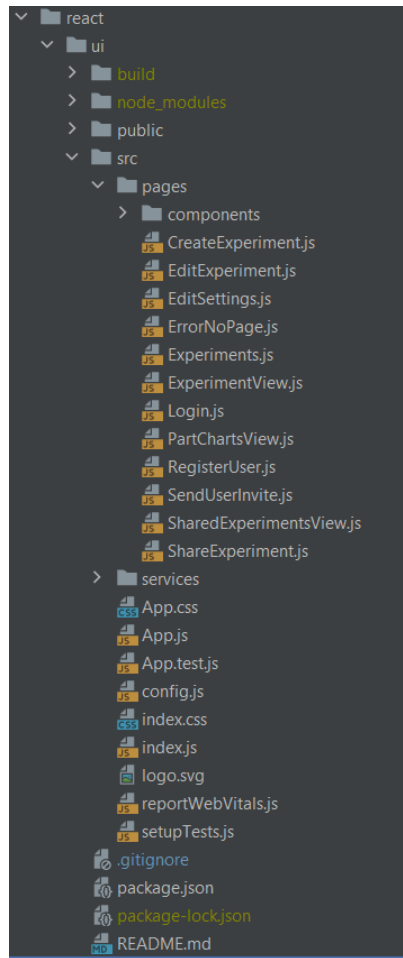 react
ui
build
node_modules
public
src
pages
components
CreateExperiment.js
EditExperiment.js
EditSettings.js
ErrorNoPage.js
Experiments.js
ExperimentView.js
Login.js
PartChartsView.js
RegisterUser.js
SendUserInvite.js
SharedExperimentsView.js
ShareExperiment.js
services
App.css
App.js
App.test.js
config.js
index.css
index.js
logo.svg
reportWebVitals.js
setupTests.js
.gitignore
package.json
package-lock.json
README.md